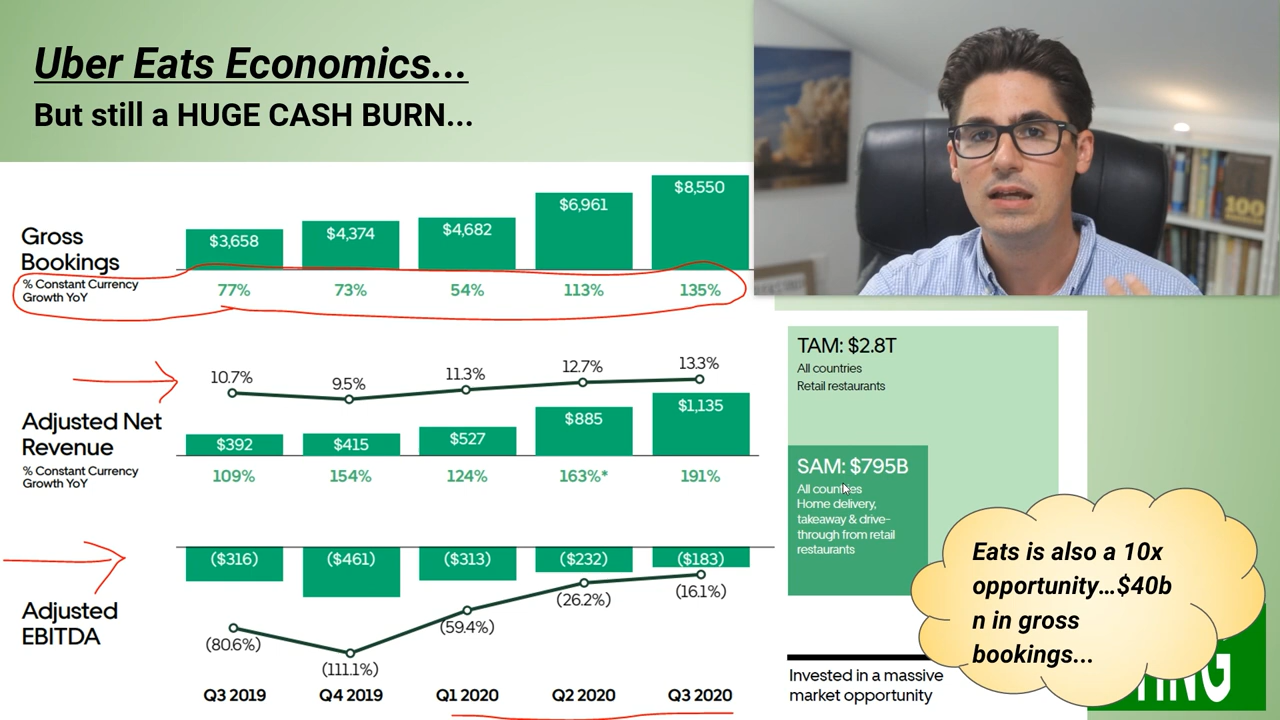 Uber Eats Economics...
But still a HUGE CASH BURN...
Gross
Bookings
% Constant Currency
Growth YoY
$3,658
$4,374
$4,682
$6,961
$8,550
77%
73%
54%
113%
135%
10.7%
9.5%
11.3%
12.7%
13.3%
Adjusted Net
Revenue
% Constant Currency
Growth YoY
$392
$415
$527
$885
$1,135
109%
154%
124%
163%*
191%
Adjusted
EBITDA
($316)
($461)
($313)
($232)
($183)
(80.6%)
(111.1%)
(59.4%)
(26.2%)
(16.1%)
Q3 2019
Q4 2019
Q1 2020
Q2 2020
Q3 2020
100
TAM: $2.8T
All countries
Retail restaurants
SAM: $795B
All countries
Home delivery,
takeaway & drive-
through from retail
restaurants
Invested in a massive
market opportunity
Eats is also a 10x
opportunity...$40b
n in gross
bookings...